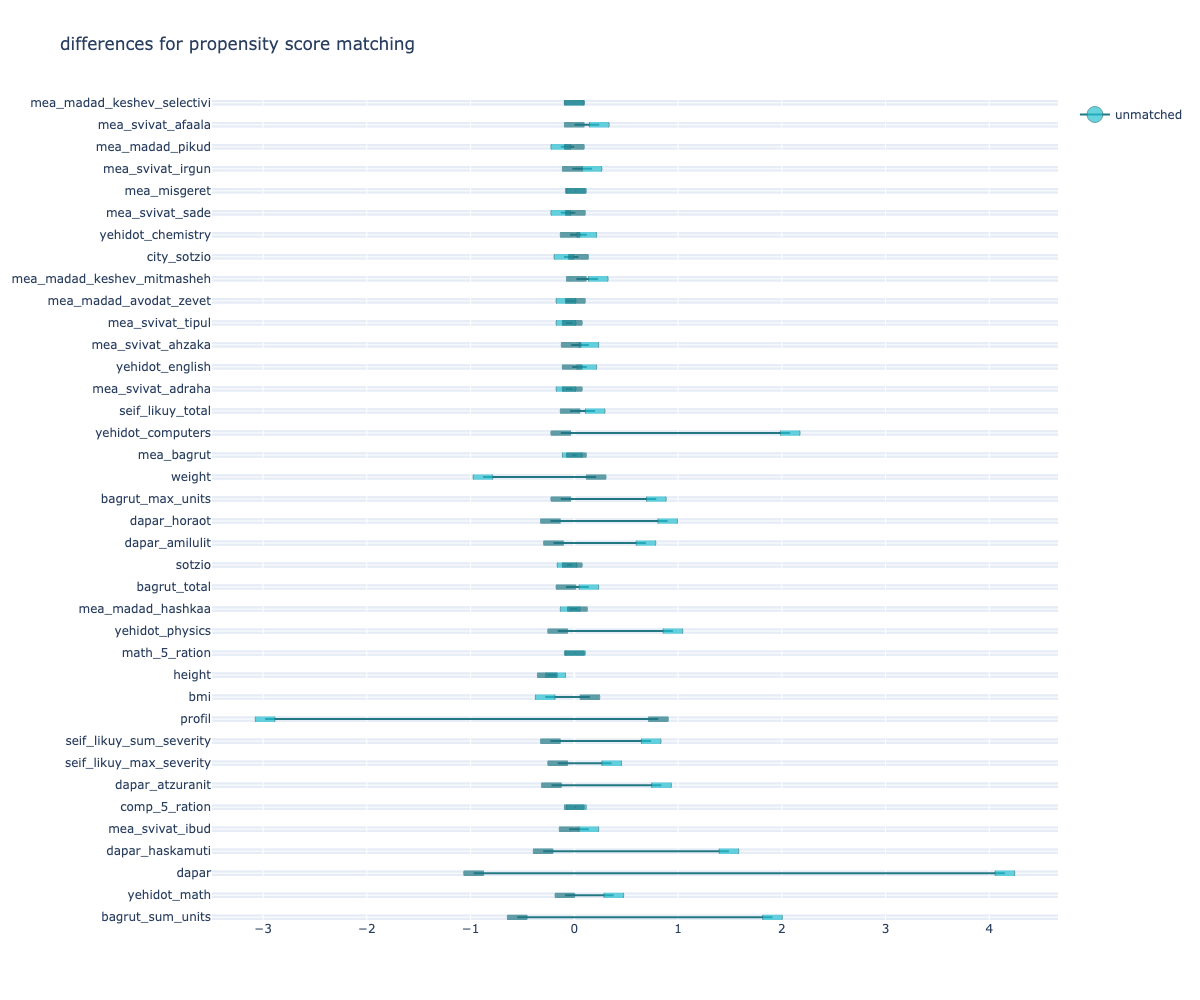 differences for propensity score matching
mea_madad_keshev_selectivi
unmatched
mea_svivat_afaala
mea_madad_pikud
mea_svivat_irgun
mea_misgeret
mea_svivat_sade
yehidot_chemistry
city_sotzio
mea_madad_keshev_mitmasheh
mea_madad_avodat_zevet
mea_svivat_tipul
mea_svivat_ahzaka
yehidot_english
mea_svivat_adraha
seif_likuy_total
yehidot_computers
mea_bagrut
weight
bagrut_max_units
dapar_horaot
dapar_amilulit
sotzio
bagrut_total
mea_madad_hashkaa
yehidot_physics
math_5_ration
height
bmi
profil
seif_likuy_sum_severity
seif_likuy_max_severity
dapar_atzuranit
comp_5_ration
mea_svivat_ibud
dapar_haskamuti
dapar
yehidot_math
bagrut_sum_units
−3 −2 −1 0 1 2 3 4